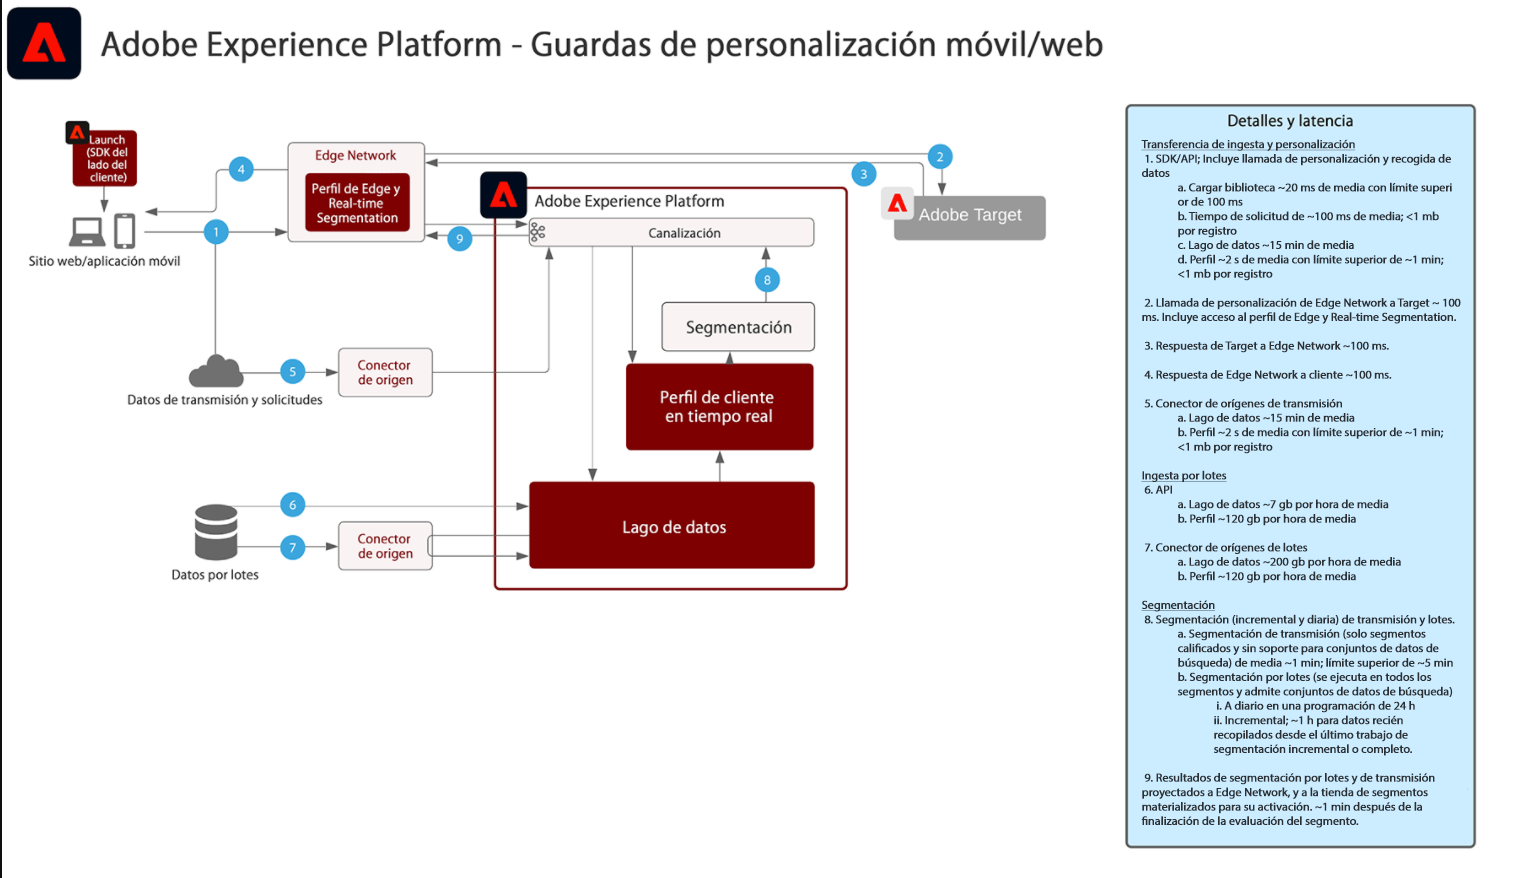 Adobe Experience Platform - Guardas de personalización móvil/web
Launch
(SDK del
lado del
cliente)
Sitio web/aplicación móvil
4
1
Edge Network
Perfil de Edge y
Real-time
Segmentation
2
3
9
Adobe Target
Adobe Experience Platform
Canalización
8
Segmentación
Perfil de cliente
en tiempo real
Lago de datos
Datos de transmisión y solicitudes
5
Conector
de origen
6
7
Conector
de origen
Datos por lotes
Detalles y latencia
Transferencia de ingesta y personalización
1. SDK/API; Incluye llamada de personalización y recogida de
datos
a. Cargar biblioteca ~20 ms de media con límite superi
or de 100 ms
b. Tiempo de solicitud de ~100 ms de media; <1 mb
por registro
c. Lago de datos ~15 min de media
d. Perfil ~2 s de media con límite superior de ~1 min;
<1 mb por registro
2. Llamada de personalización de Edge Network a Target ~ 100
ms. Incluye acceso al perfil de Edge y Real-time Segmentation.
3. Respuesta de Target a Edge Network ~100 ms.
4. Respuesta de Edge Network a cliente ~100 ms.
5. Conector de orígenes de transmisión
a. Lago de datos ~15 min de media
b. Perfil ~2 s de media con límite superior de ~1 min;
<1 mb por registro
Ingesta por lotes
6. API
a. Lago de datos ~7 gb por hora de media
b. Perfil ~120 gb por hora de media
7. Conector de orígenes de lotes
a. Lago de datos ~200 gb por hora de media
b. Perfil ~120 gb por hora de media
Segmentación
8. Segmentación (incremental y diaria) de transmisión y lotes.
a. Segmentación de transmisión (solo segmentos
calificados y sin soporte para conjuntos de datos de
búsqueda) de media ~1 min; límite superior de ~5 min
b. Segmentación por lotes (se ejecuta en todos los
segmentos y admite conjuntos de datos de búsqueda)
i. A diario en una programación de 24 h
ii. Incremental; ~1 h para datos recién
recopilados desde el último trabajo de
segmentación incremental o completo.
9. Resultados de segmentación por lotes y de transmisión
proyectados a Edge Network, y a la tienda de segmentos
materializados para su activación. ~1 min después de la
finalización de la evaluación del segmento.